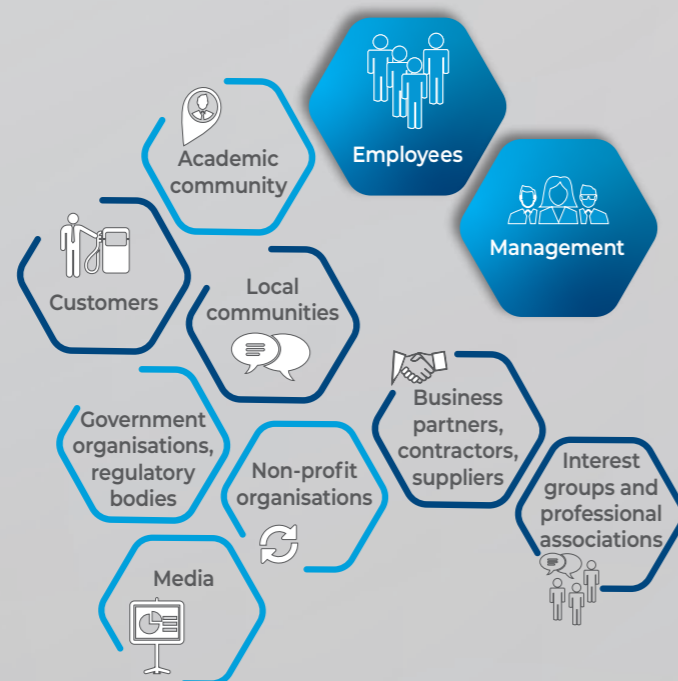 Employees
Academic
community
Management
Customers
Local
communities
Government
organisations,
regulatory
bodies
Non-profit
organisations
Business
partners,
contractors,
suppliers
Interest
groups and
professional
associations
Media